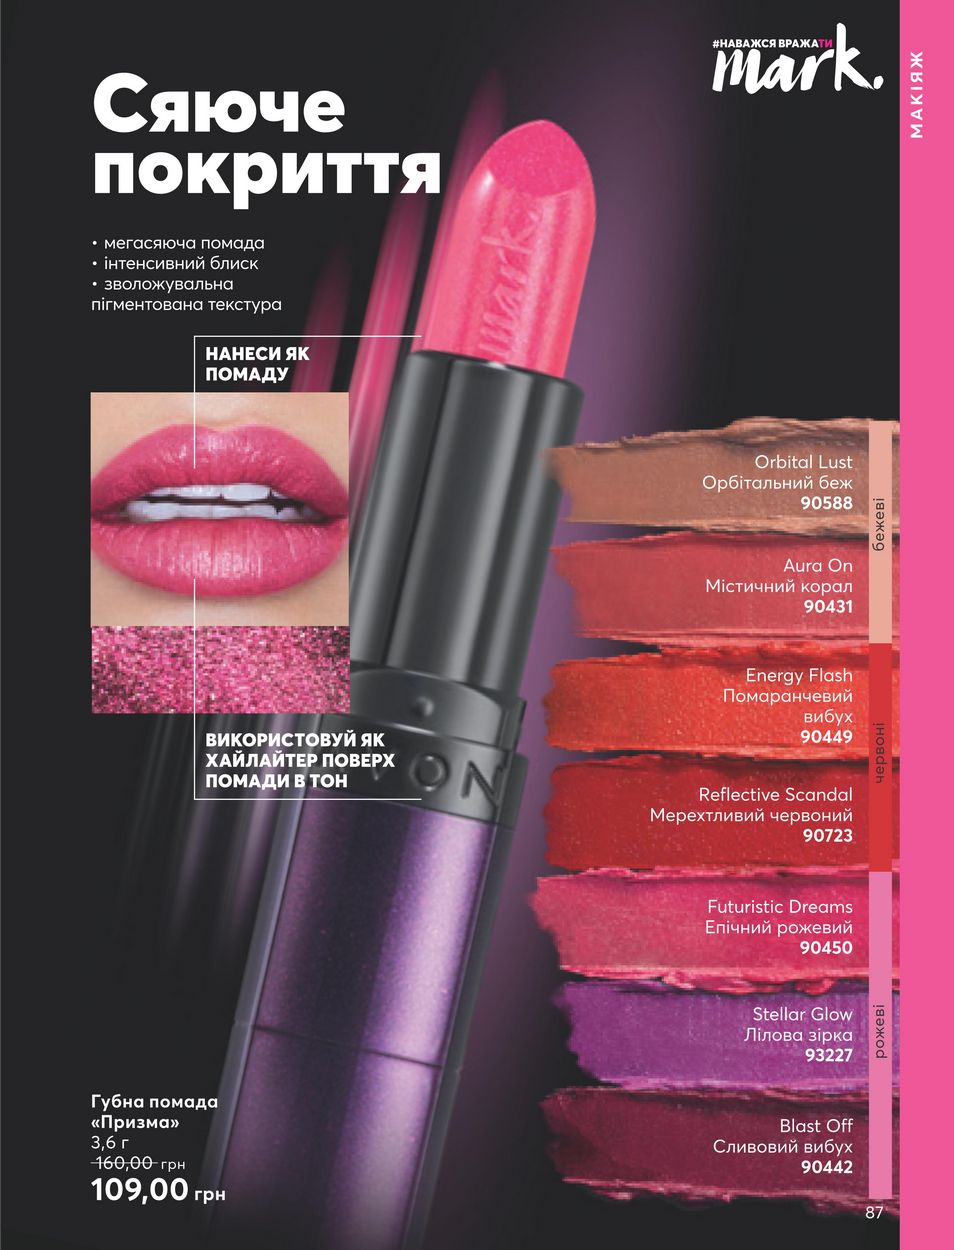 #НАВАЖСЯ ВРАЖАТИ
mark.
МАКІЯЖ
Сяюче
покриття
• мегасяюча помада
• інтенсивний блиск
• зволожувальна
пігментована текстура
mark.
НАНЕСИ ЯК
ПОМАДУ
ВИКОРИСТОВУЙ ЯК
ХАЙЛАЙТЕР ПОВЕРХ
ПОМАДИ В ТОН
Orbital Lust
Орбітальний беж
90588
бежеві
Aura On
Містичний корал
90431
Energy Flash
Помаранчевий
вибух
90449
червоні
Reflective Scandal
Мерехтливий червоний
90723
Futuristic Dreams
Епічний рожевий
90450
Stellar Glow
Лілова зірка
93227
рожеві
Blast Off
Сливовий вибух
90442
Губна помада
«Призма»
3,6 г
160,00 грн
109,00 грн
87